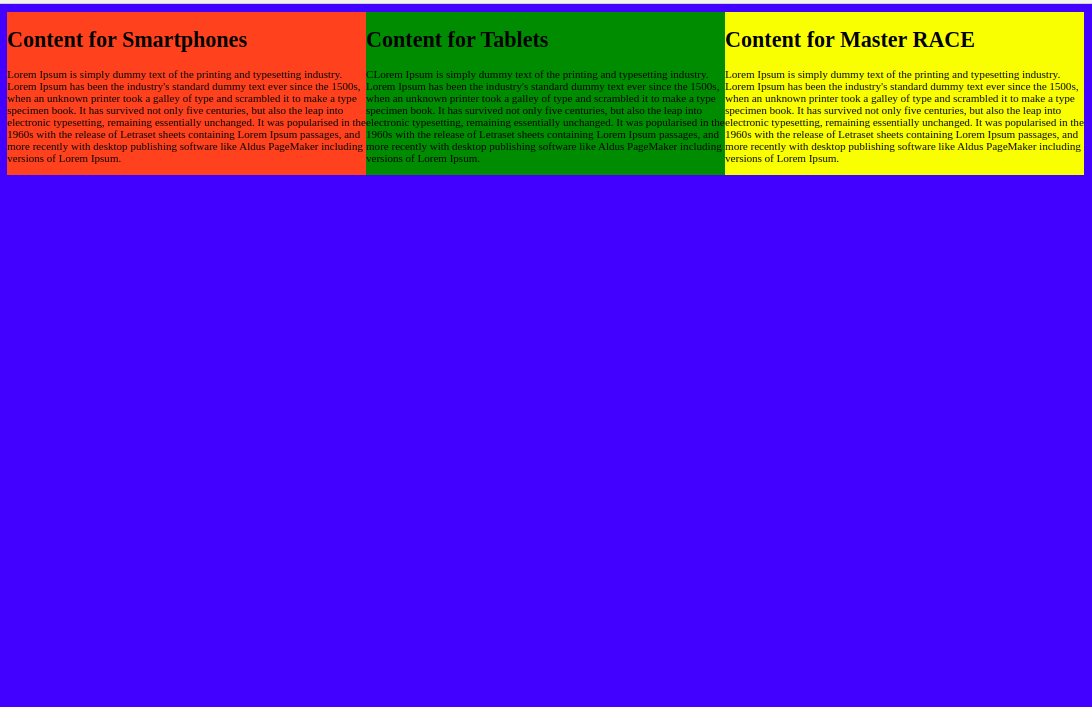 Content for Smartphones
Lorem Ipsum is simply dummy text of the printing and typesetting industry.
Lorem Ipsum has been the industry's standard dummy text ever since the 1500s,
when an unknown printer took a galley of type and scrambled it to make a type
specimen book. It has survived not only five centuries, but also the leap into
electronic typesetting, remaining essentially unchanged. It was popularised in the
1960s with the release of Letraset sheets containing Lorem Ipsum passages, and
more recently with desktop publishing software like Aldus PageMaker including
versions of Lorem Ipsum.
Content for Tablets
CLorem Ipsum is simply dummy text of the printing and typesetting industry.
Lorem Ipsum has been the industry's standard dummy text ever since the 1500s,
when an unknown printer took a galley of type and scrambled it to make a type
specimen book. It has survived not only five centuries, but also the leap into
electronic typesetting, remaining essentially unchanged. It was popularised in the
1960s with the release of Letraset sheets containing Lorem Ipsum passages, and
more recently with desktop publishing software like Aldus PageMaker including
versions of Lorem Ipsum.
Content for Master RACE
Lorem Ipsum is simply dummy text of the printing and typesetting industry.
Lorem Ipsum has been the industry's standard dummy text ever since the 1500s,
when an unknown printer took a galley of type and scrambled it to make a type
specimen book. It has survived not only five centuries, but also the leap into
electronic typesetting, remaining essentially unchanged. It was popularised in the
1960s with the release of Letraset sheets containing Lorem Ipsum passages, and
more recently with desktop publishing software like Aldus PageMaker including
versions of Lorem Ipsum.